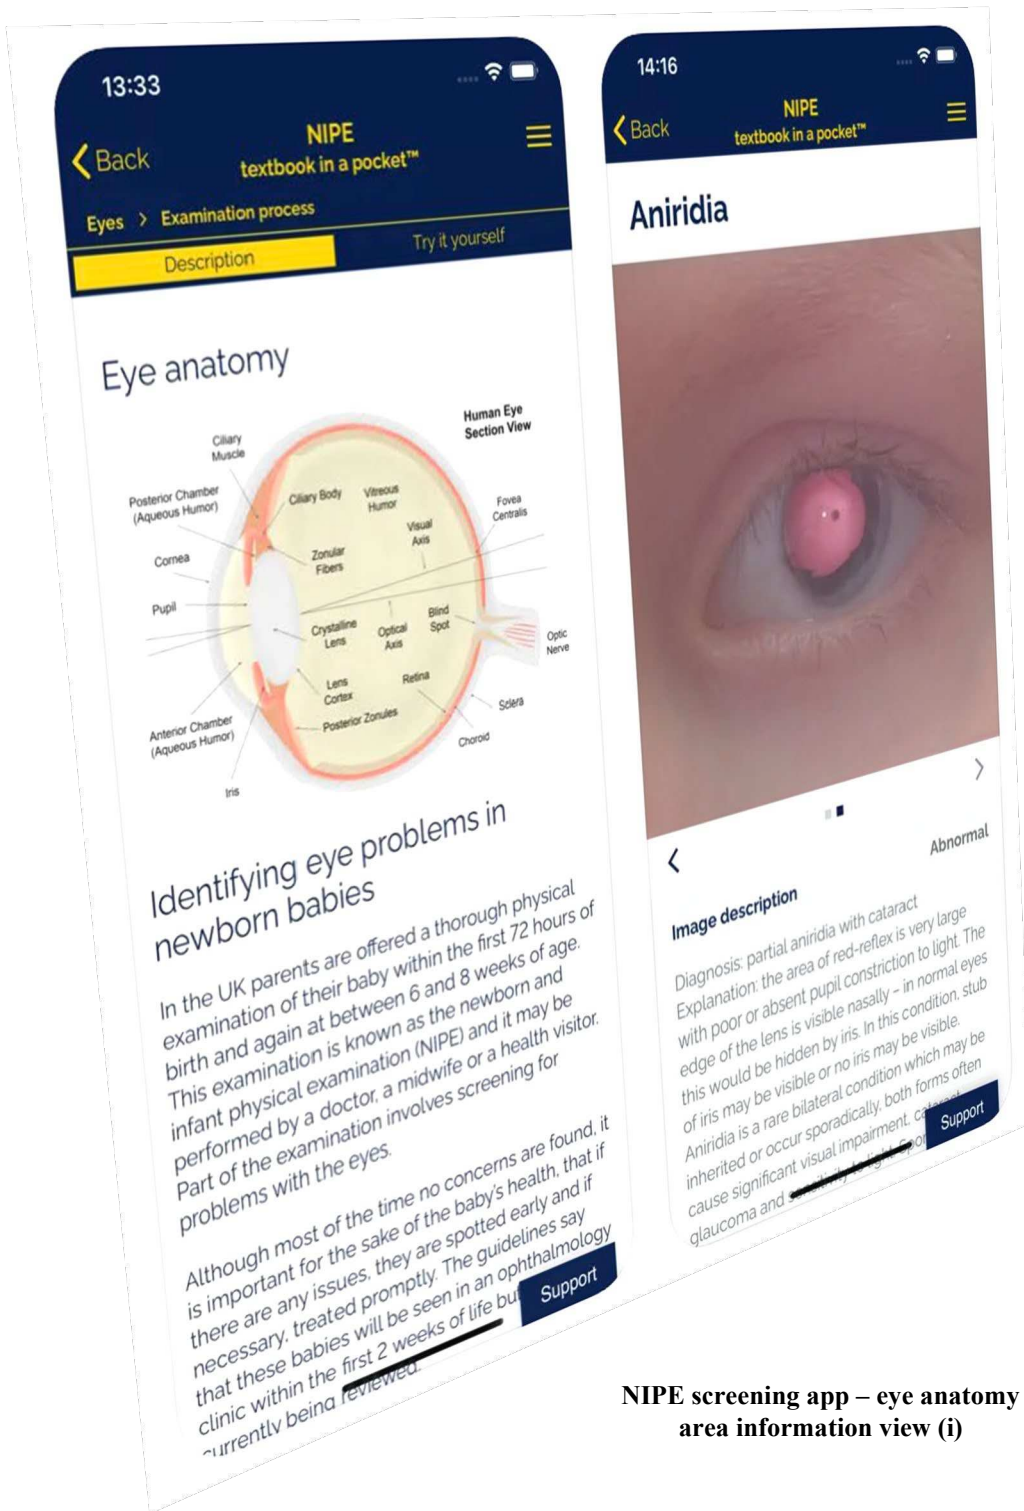 13:33
Back
NIPE
textbook in a pocket™
Eyes > Examination process
Description
Try it yourself
Eye anatomy
Human Eye
Section View
Ciliary
Muscle
Posterior Chamber
(Aqueous Humor)
Ciliary Body
Vitreous
Humor
Fovea
Centralis
Visual
Axis
Cornea
Zonular
Fibers
Pupil
Crystalline
Lens
Optical
Axis
Blind
Spot
Optic
Nerve
Lens
Cortex
Retina
Sclera
Anterior Chamber
(Aqueous Humor)
Posterior Zonules
Choroid
Iris
Identifying eye problems in
newborn babies
In the UK parents are offered a thorough physical
examination of their baby within the first 72 hours of
birth and again at between 6 and 8 weeks of age.
This examination is known as the newborn and
infant physical examination (NIPE) and it may be
performed by a doctor, a midwife or a health visitor.
Part of the examination involves screening for
problems with the eyes.
Although most of the time no concerns are found, it
is important for the sake of the baby's health, that if
there are any issues, they are spotted early and if
necessary, treated promptly. The guidelines say
that these babies will be seen in an ophthalmology
clinic within the first 2 weeks of life but
currently being reviewed.
Support
14:16
Back
NIPE
textbook in a pocket™
Aniridia
Abnormal
Image description
Diagnosis: partial aniridia with cataract
Explanation: the area of red-reflex is very large
with poor or absent pupil constriction to light. The
edge of the lens is visible nasally – in normal eyes
this would be hidden by iris. In this condition, stub
of iris may be visible or no iris may be visible.
Aniridia is a rare bilateral condition which may be
inherited or occur sporadically, both forms often
cause significant visual impairment,
glaucoma and sensitivity to light.
Support
NIPE screening app – eye anatomy
area information view (i)